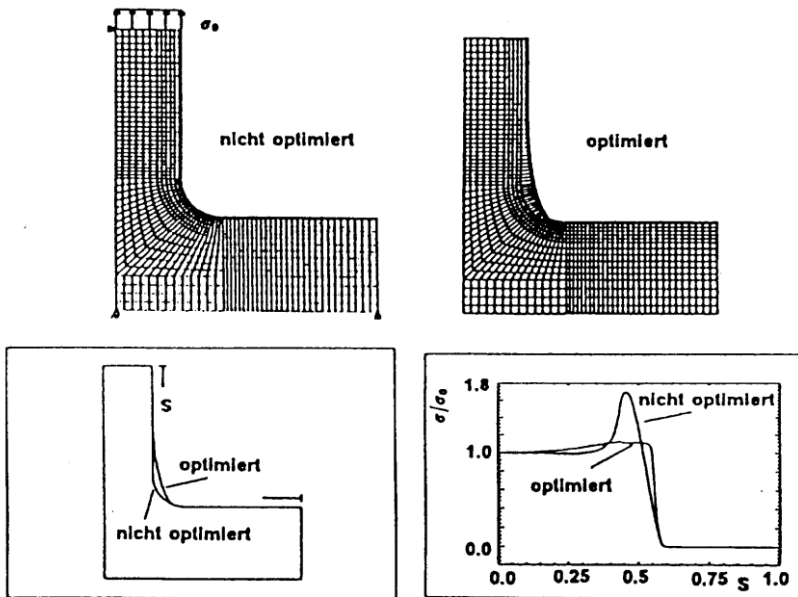 σ₀
nicht optimiert
optimiert
S
optimiert
nicht optimiert
σ/σ₀
1.8
1.0
0.0
nicht optimiert
optimiert
0.0 0.25 0.5 0.75 S 1.0